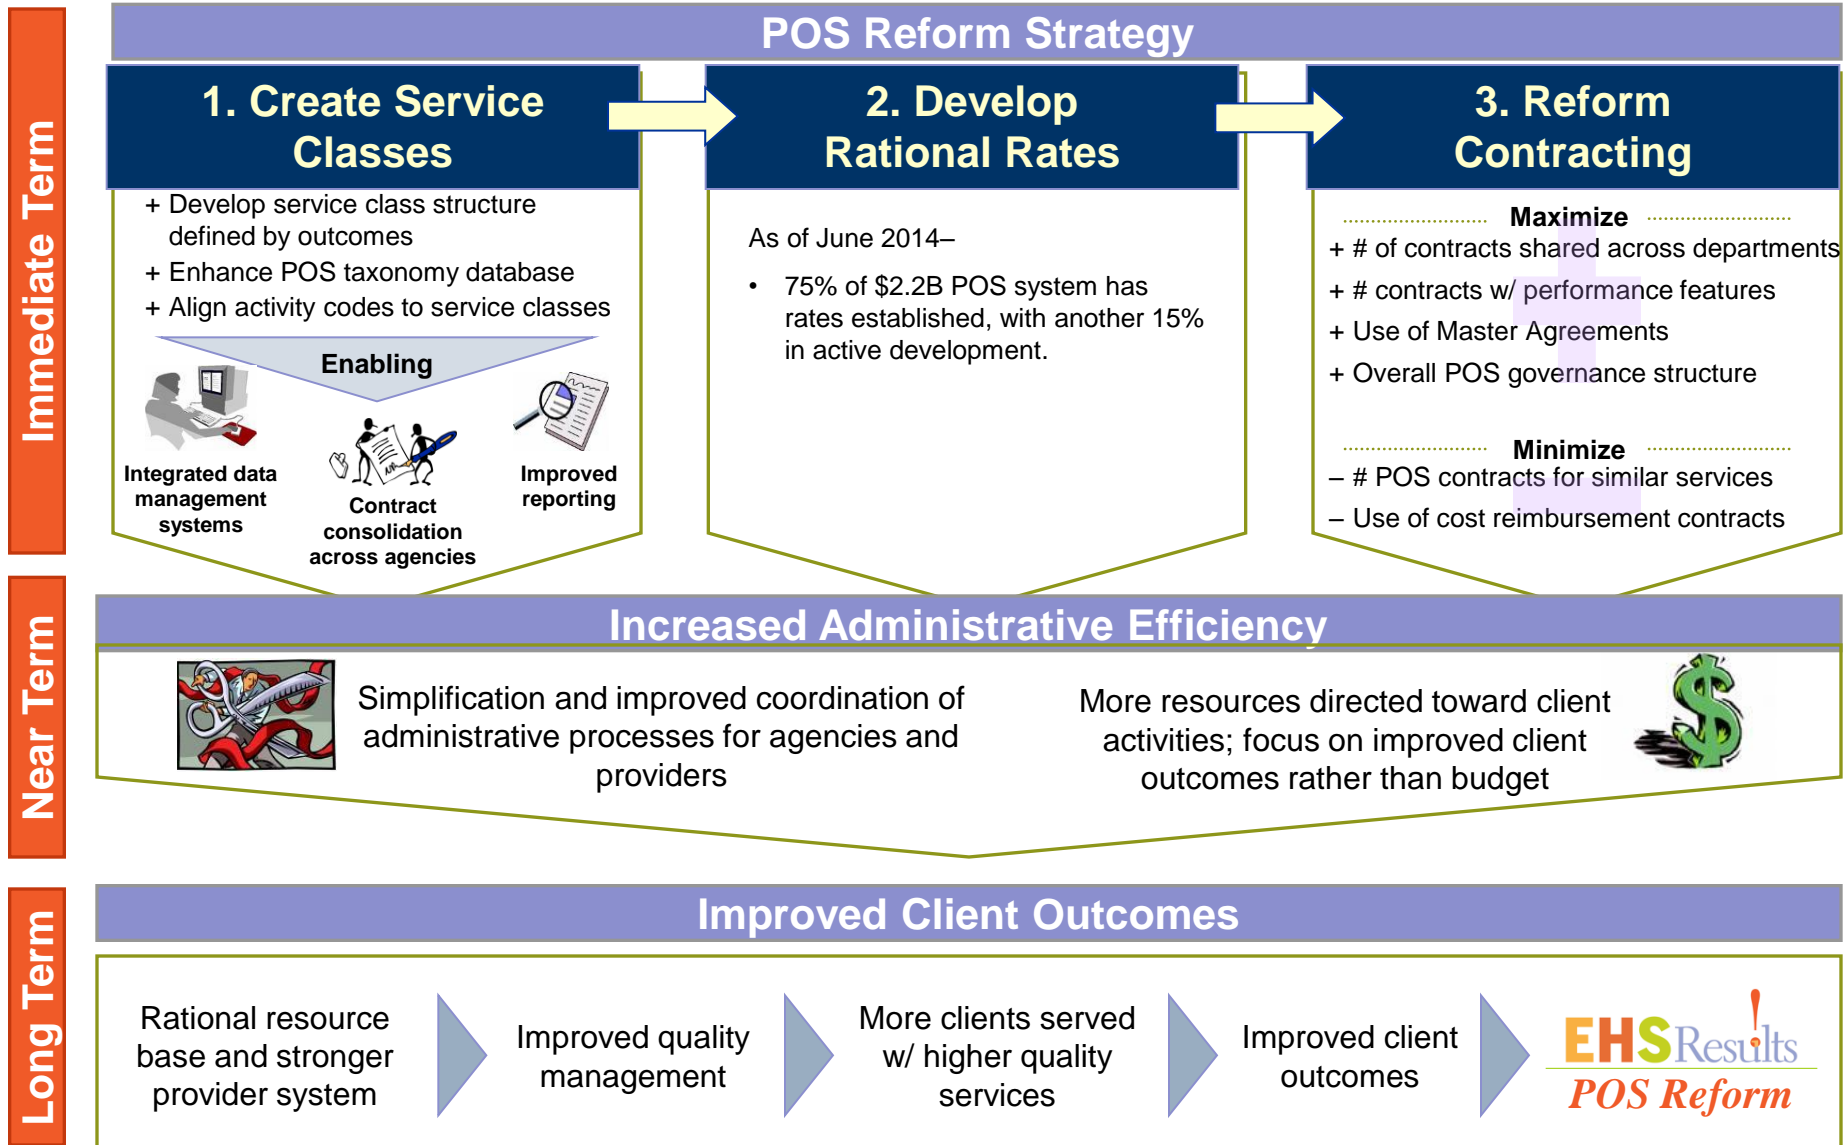 POS Reform Strategy
Immediate Term
1. Create Service
Classes
+ Develop service class structure
defined by outcomes
+ Enhance POS taxonomy database
+ Align activity codes to service classes
Enabling
Integrated data
management
systems
Contract
consolidation
across agencies
Improved
reporting
2. Develop
Rational Rates
As of June 2014–
• 75% of $2.2B POS system has
rates established, with another 15%
in active development.
3. Reform
Contracting
Maximize
+ # of contracts shared across departments
+ # contracts w/ performance features
+ Use of Master Agreements
+ Overall POS governance structure
Minimize
– # POS contracts for similar services
– Use of cost reimbursement contracts
Near Term
Increased Administrative Efficiency
Simplification and improved coordination of
administrative processes for agencies and
providers
More resources directed toward client
activities; focus on improved client
outcomes rather than budget
Long Term
Improved Client Outcomes
Rational resource
base and stronger
provider system
Improved quality
management
More clients served
w/ higher quality
services
Improved client
outcomes
EHSResults!
POS Reform